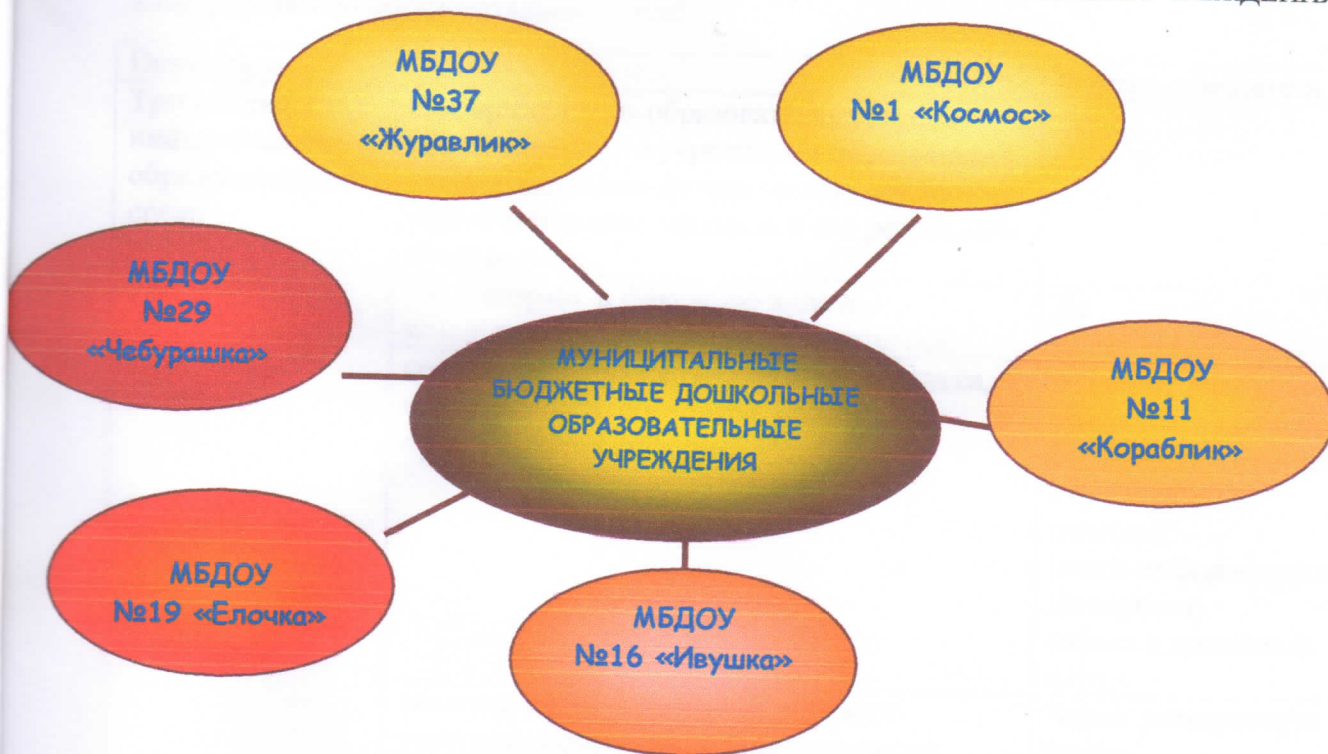 МБДОУ
№37
«Журавлик»
МБДОУ
№1 «Космос»
МБДОУ
№29
«Чебурашка»
МУНИЦИПАЛЬНЫЕ
БЮДЖЕТНЫЕ ДОШКОЛЬНЫЕ
ОБРАЗОВАТЕЛЬНЫЕ
УЧРЕЖДЕНИЯ
МБДОУ
№11
«Кораблик»
МБДОУ
№19 «Елочка»
МБДОУ
№16 «Ивушка»